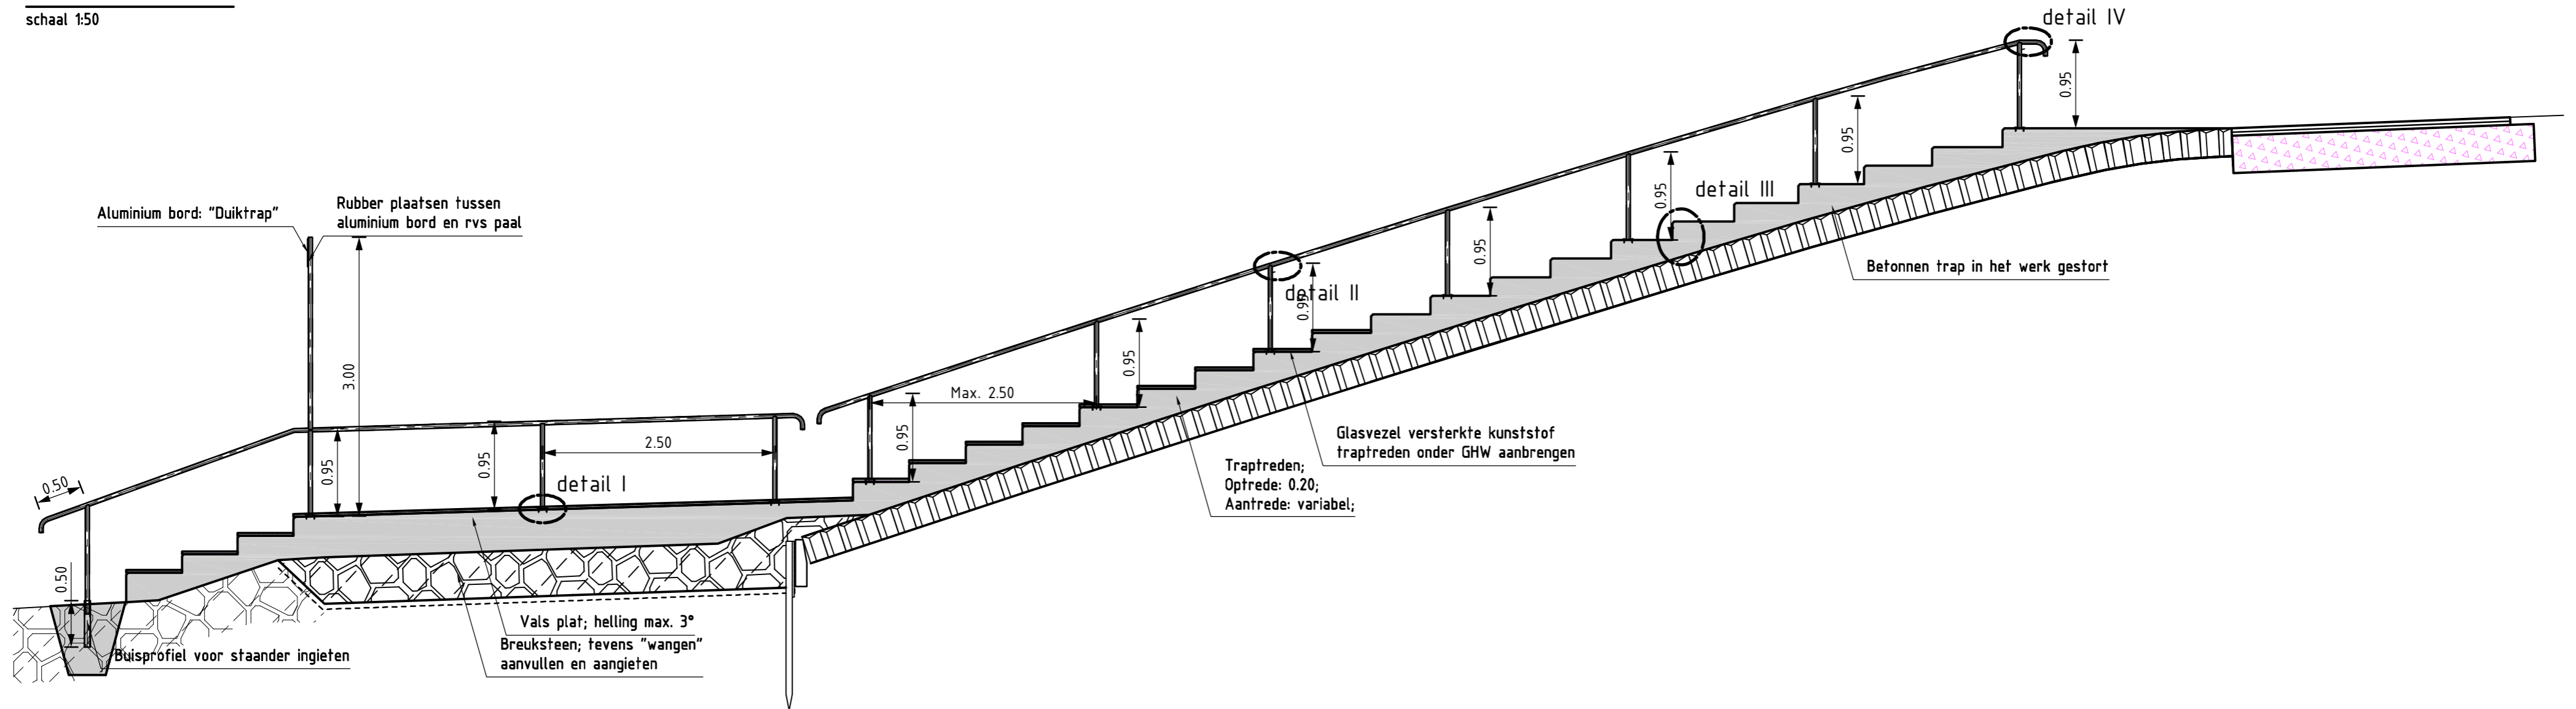 schaal 1:50
detail IV
0.95
0.95
detail III
0.95
Aluminium bord: "Duiktrap"
Rubber plaatsen tussen
aluminium bord en rvs paal
0.95
Betonnen trap in het werk gestort
detail II
0.95
3.00
0.95
Max. 2.50
0.95
2.50
0.95
0.95
Glasvezel versterkte kunststof
traptreden onder GHW aanbrengen
Traptreden;
Optrede: 0.20;
Aantrede: variabel;
0.50
detail I
0.50
Vals plat; helling max. 3°
Breuksteen; tevens "wangen"
aanvullen en aangieten
Buisprofiel voor staander ingieten